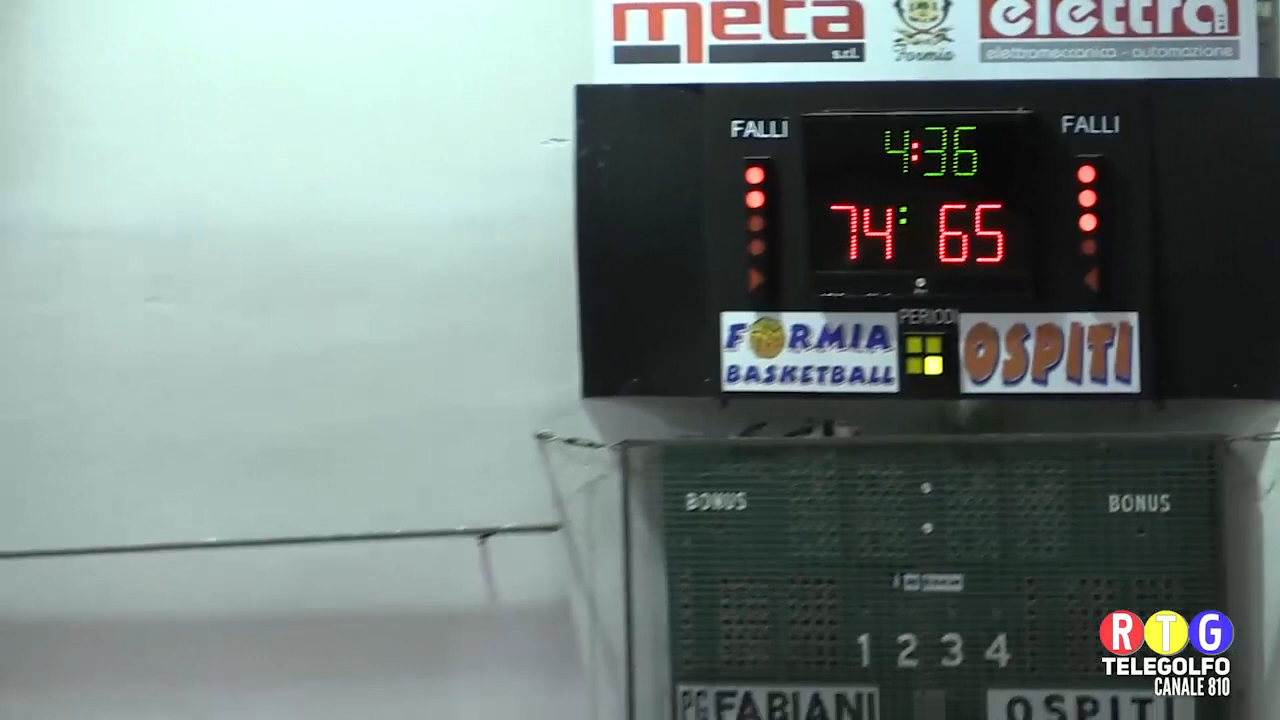 meta
s.r.l.
Formia
elettra
elettromeccanica - automazione
FALLI
4:36
FALLI
74 : 65
FORMIA
BASKETBALL
PERIODI
OSPITI
BONUS
BONUS
1 2 3 4
PG FABIANI
OSPITI
RTG
TELEGOLFO
CANALE 810